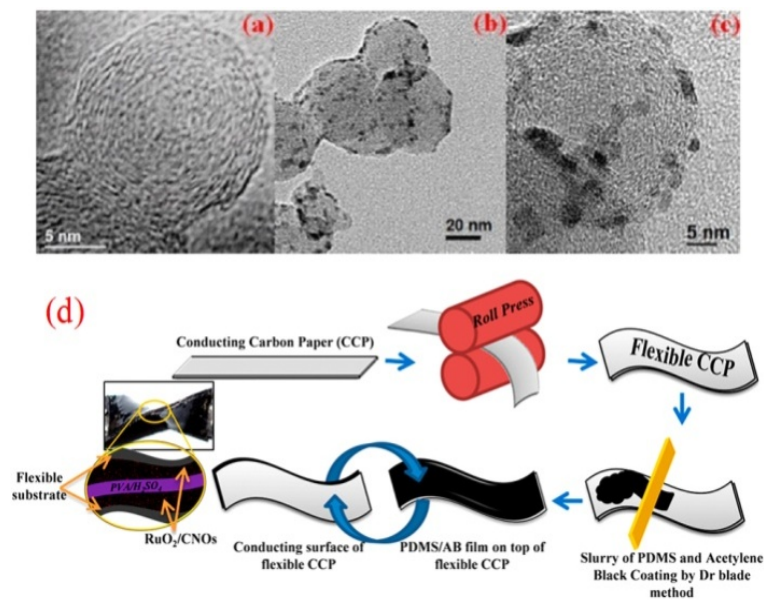 (a)
(b)
(c)
5 nm
20 nm
5 nm
(d)
Conducting Carbon Paper (CCP)
Roll Press
Flexible CCP
Flexible
substrate
PVA/H₂SO₄
RuO₂/CNOs
Conducting surface of
flexible CCP
PDMS/AB film on top of
flexible CCP
Slurry of PDMS and Acetylene
Black Coating by Dr blade
method